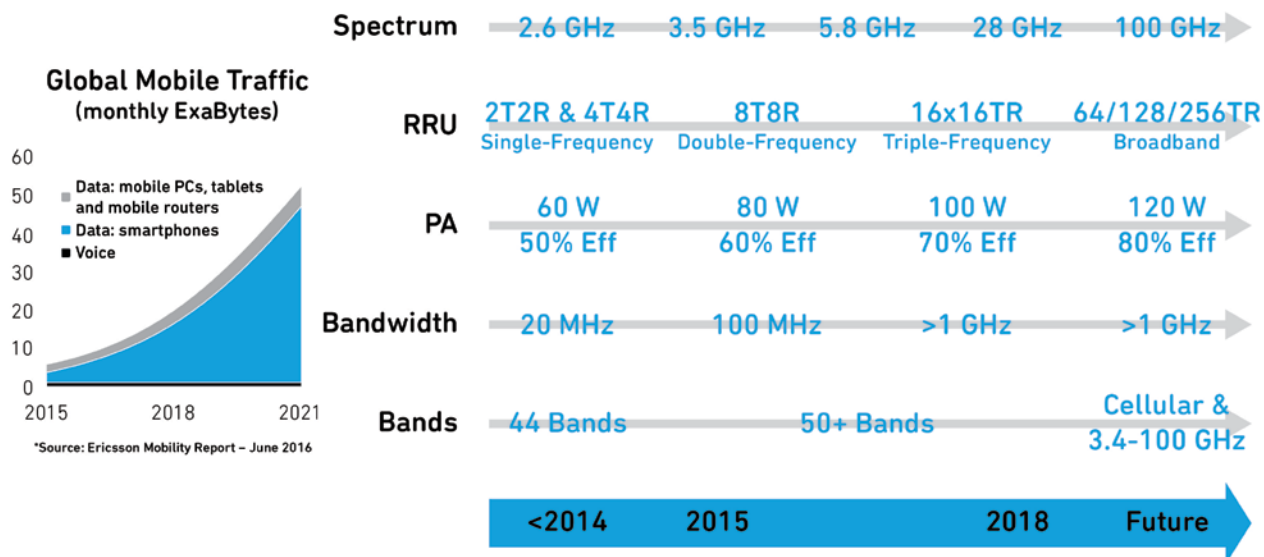 Global Mobile Traffic
(monthly ExaBytes)
60
50
40
30
20
10
0
Data: mobile PCs, tablets
and mobile routers
Data: smartphones
Voice
2015 2018 2021
*Source: Ericsson Mobility Report – June 2016
Spectrum 2.6 GHz 3.5 GHz 5.8 GHz 28 GHz 100 GHz
RRU
2T2R & 4T4R 8T8R 16x16TR 64/128/256TR
Single-Frequency Double-Frequency Triple-Frequency Broadband
PA
60 W 80 W 100 W 120 W
50% Eff 60% Eff 70% Eff 80% Eff
Bandwidth 20 MHz 100 MHz >1 GHz >1 GHz
Bands 44 Bands 50+ Bands
Cellular &
3.4-100 GHz
<2014 2015 2018 Future